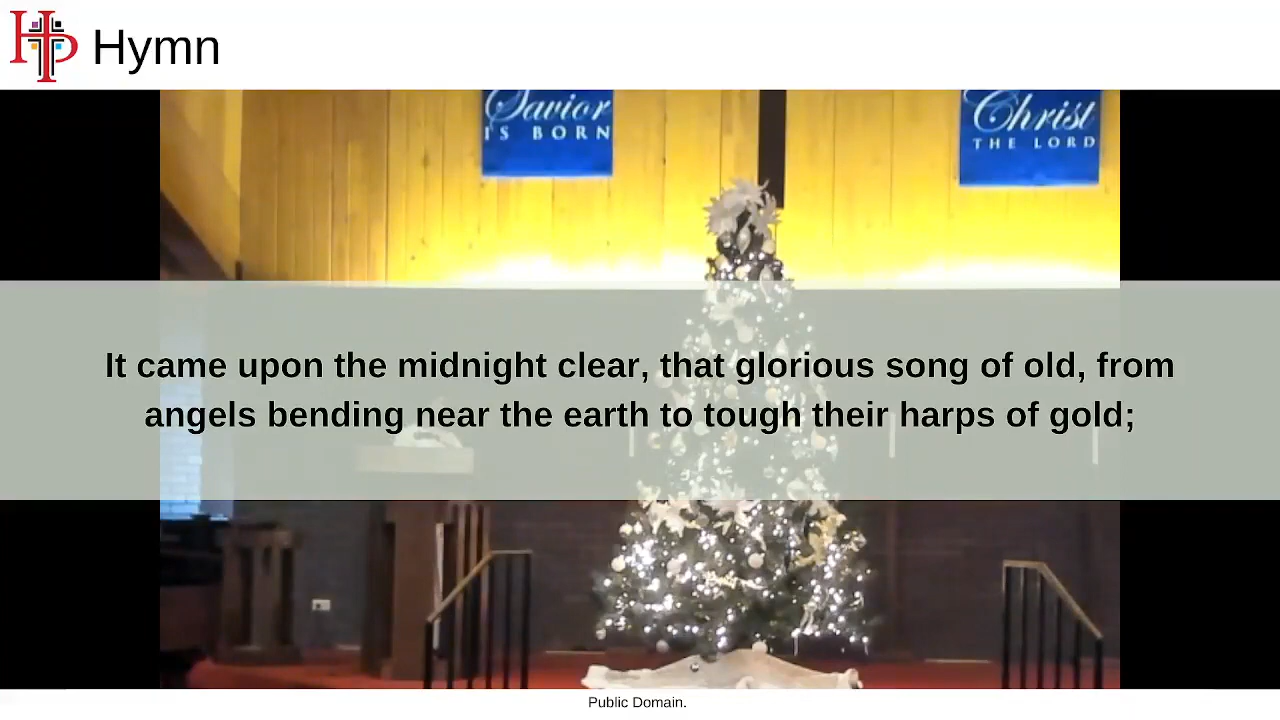 Hymn
Savior
IS BORN
Christ
THE LORD
It came upon the midnight clear, that glorious song of old, from
angels bending near the earth to tough their harps of gold;
Public Domain.